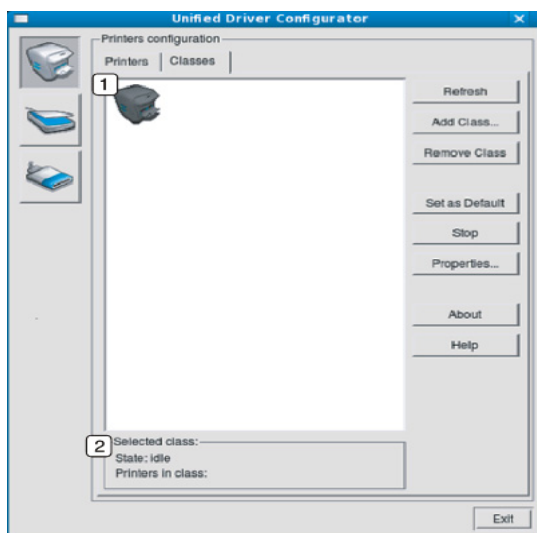 Unified Driver Configurator
Printers configuration
Printers
Classes
1
Refresh
Add Class...
Remove Class
Set as Default
Stop
Properties...
About
Help
2
Selected class:
State: idle
Printers in class:
Exit